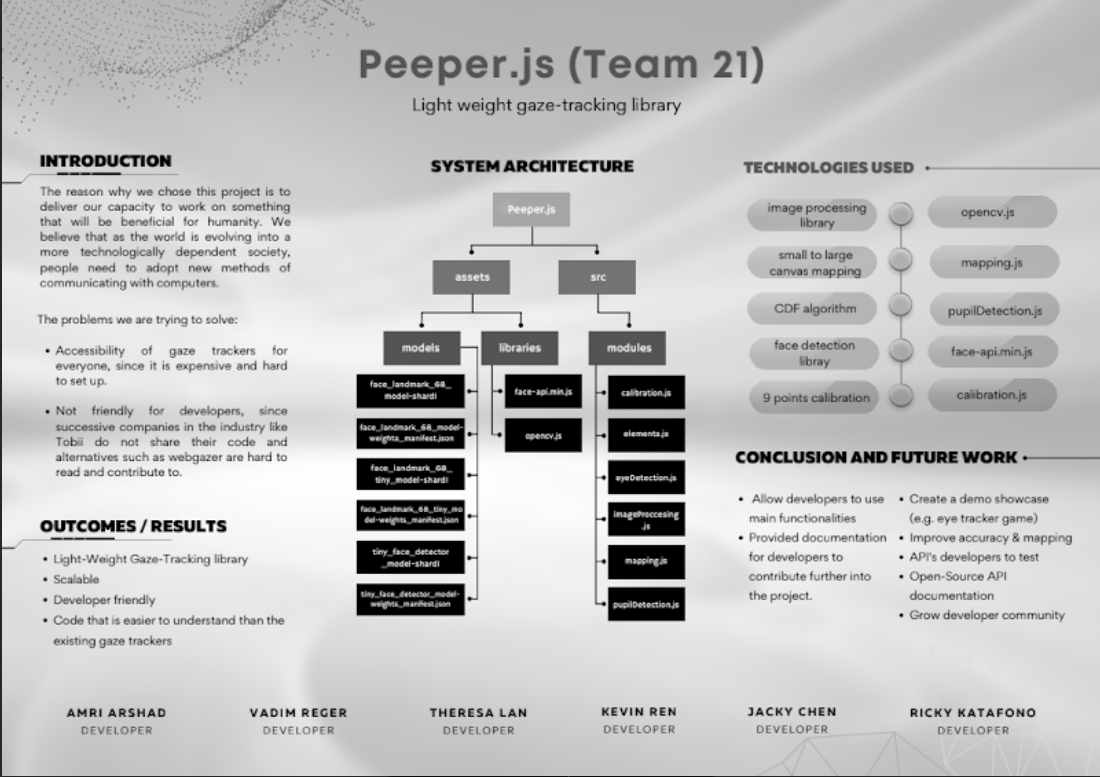 Peeper.js (Team 21)
Light weight gaze-tracking library
INTRODUCTION
The reason why we chose this project is to
deliver our capacity to work on something
that will be beneficial for humanity. We
believe that as the world is evolving into a
more technologically dependent society,
people need to adopt new methods of
communicating with computers.
The problems we are trying to solve:
• Accessibility of gaze trackers for
everyone, since it is expensive and hard
to set up.
• Not friendly for developers, since
successive companies in the industry like
Tobii do not share their code and
alternatives such as webgazer are hard to
read and contribute to.
OUTCOMES / RESULTS
• Light-Weight Gaze-Tracking library
• Scalable
• Developer friendly
• Code that is easier to understand than the
existing gaze trackers
SYSTEM ARCHITECTURE
Peeper.js
assets
src
models
libraries
modules
face_landmark_68_
model-shard1
face_landmark_68_model-
weights_manifest.json
face_landmark_68_
tiny_model-shard1
face_landmark_68_tiny_mo
del-weights_manifest.json
tiny_face_detector
_model-shard1
tiny_face_detector_model-
weights_manifest.json
face-api.min.js
opencv.js
calibration.js
elements.js
eyeDetection.js
imageProccesing
.js
mapping.js
pupilDetection.js
TECHNOLOGIES USED
image processing
library
opencv.js
small to large
canvas mapping
mapping.js
CDF algorithm
pupilDetection.js
face detection
libray
face-api.min.js
9 points calibration
calibration.js
CONCLUSION AND FUTURE WORK
• Allow developers to use
main functionalities
• Provided documentation
for developers to
contribute further into
the project.
• Create a demo showcase
(e.g. eye tracker game)
• Improve accuracy & mapping
• API's developers to test
• Open-Source API
documentation
• Grow developer community
AMRI ARSHAD
DEVELOPER
VADIM REGER
DEVELOPER
THERESA LAN
DEVELOPER
KEVIN REN
DEVELOPER
JACKY CHEN
DEVELOPER
RICKY KATAFONO
DEVELOPER